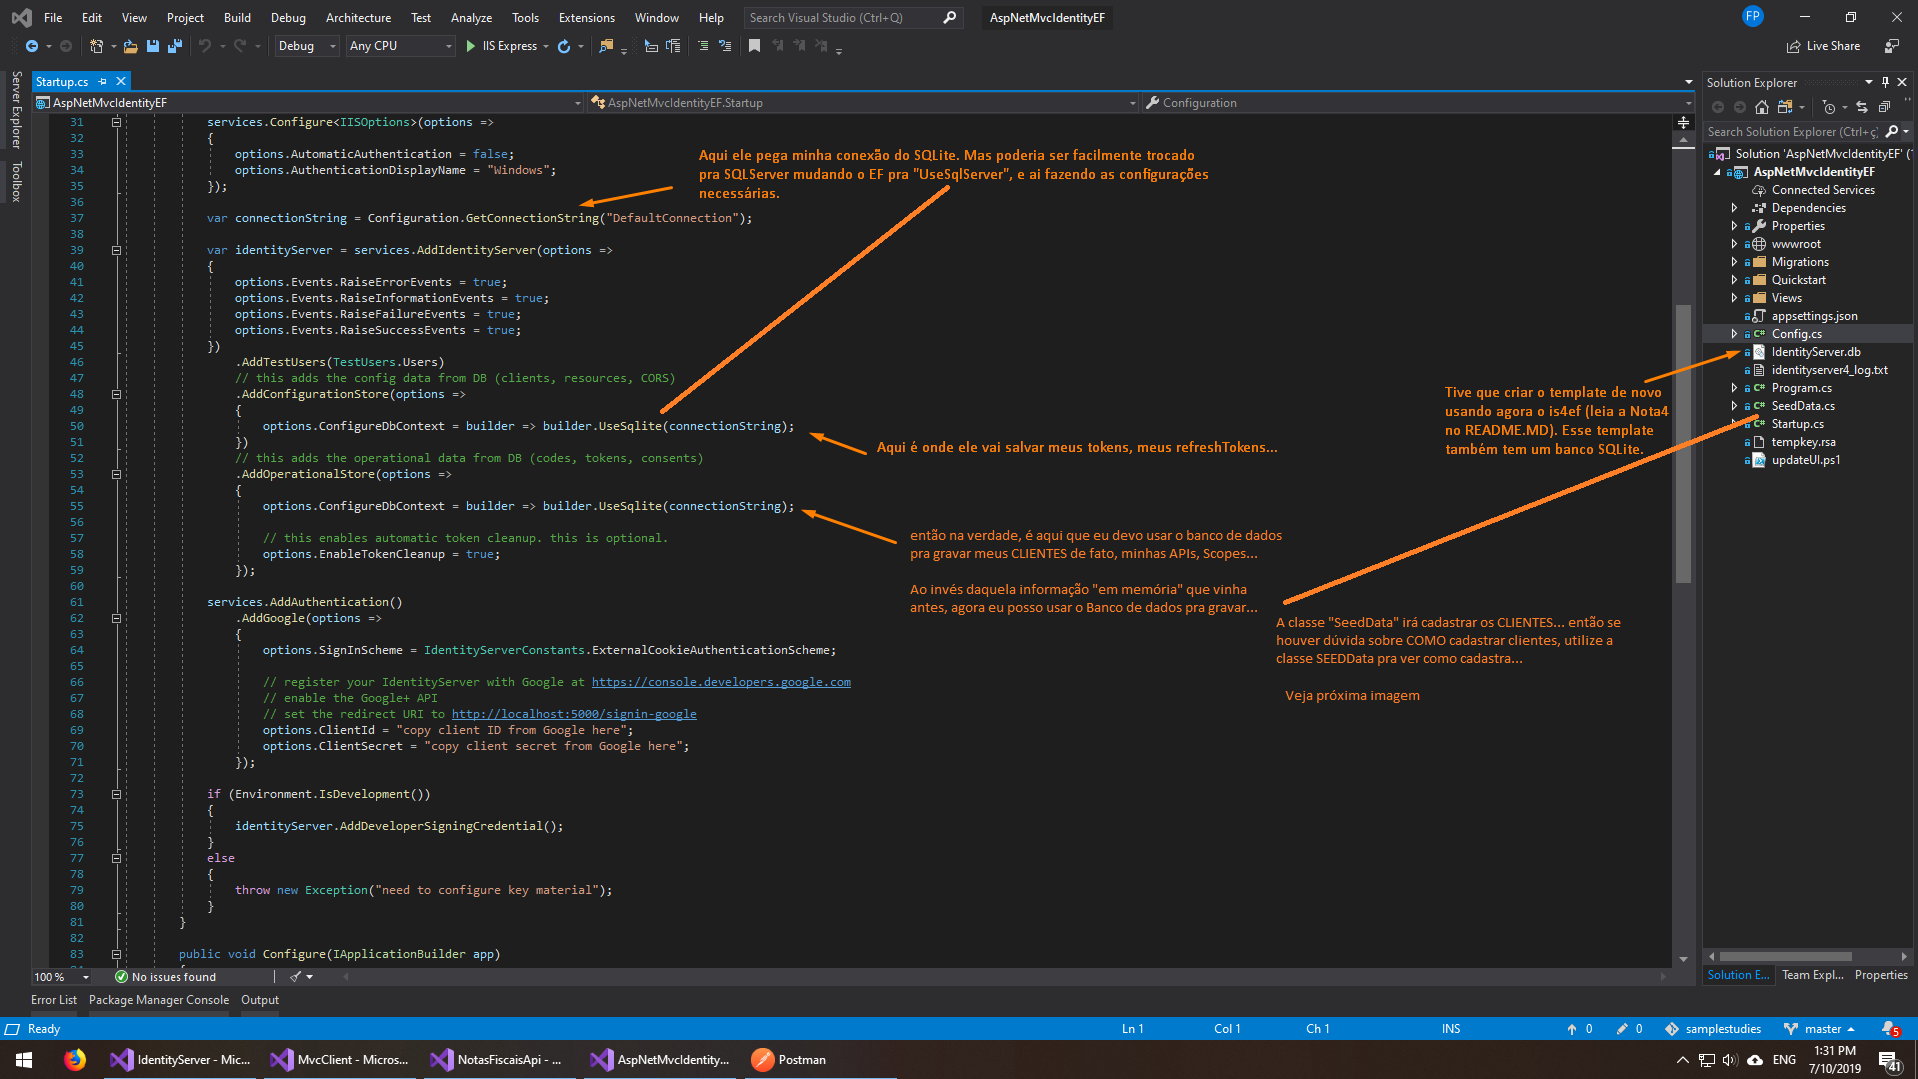 File Edit View Project Build Debug Architecture Test Analyze Tools Extensions Window Help Search Visual Studio (Ctrl+Q) AspNetMvcIdentityEF FP
Debug Any CPU IIS Express Live Share
Server Explorer
Toolbox
Startup.cs
AspNetMvcIdentityEF AspNetMvcIdentityEF.Startup Configuration
31 services.Configure<IISOptions>(options =>
32 {
33 options.AutomaticAuthentication = false;
34 options.AuthenticationDisplayName = "Windows";
35 });
36
37 var connectionString = Configuration.GetConnectionString("DefaultConnection");
38
39 var identityServer = services.AddIdentityServer(options =>
40 {
41 options.Events.RaiseErrorEvents = true;
42 options.Events.RaiseInformationEvents = true;
43 options.Events.RaiseFailureEvents = true;
44 options.Events.RaiseSuccessEvents = true;
45 })
46 .AddTestUsers(TestUsers.Users)
47 // this adds the config data from DB (clients, resources, CORS)
48 .AddConfigurationStore(options =>
49 {
50 options.ConfigureDbContext = builder => builder.UseSqlite(connectionString);
51 })
52 // this adds the operational data from DB (codes, tokens, consents)
53 .AddOperationalStore(options =>
54 {
55 options.ConfigureDbContext = builder => builder.UseSqlite(connectionString);
56
57 // this enables automatic token cleanup. this is optional.
58 options.EnableTokenCleanup = true;
59 });
60
61 services.AddAuthentication()
62 .AddGoogle(options =>
63 {
64 options.SignInScheme = IdentityServerConstants.ExternalCookieAuthenticationScheme;
65
66 // register your IdentityServer with Google at https://console.developers.google.com
67 // enable the Google+ API
68 // set the redirect URI to http://localhost:5000/signin-google
69 options.ClientId = "copy client ID from Google here";
70 options.ClientSecret = "copy client secret from Google here";
71 });
72
73 if (Environment.IsDevelopment())
74 {
75 identityServer.AddDeveloperSigningCredential();
76 }
77 else
78 {
79 throw new Exception("need to configure key material");
80 }
81 }
82
83 public void Configure(IApplicationBuilder app)
Aqui ele pega minha conexão do SQLite. Mas poderia ser facilmente trocado
pra SQLServer mudando o EF pra "UseSqlServer", e ai fazendo as configurações
necessárias.
Aqui é onde ele vai salvar meus tokens, meus refreshTokens...
então na verdade, é aqui que eu devo usar o banco de dados
pra gravar meus CLIENTES de fato, minhas APIs, Scopes...
Ao invés daquela informação "em memória" que vinha
antes, agora eu posso usar o Banco de dados pra gravar...
Tive que criar o template de novo
usando agora o is4ef (leia a Nota4
no README.MD). Esse template
também tem um banco SQLite.
A classe "SeedData" irá cadastrar os CLIENTES... então se
houver dúvida sobre COMO cadastrar clientes, utilize a
classe SEEDData pra ver como cadastra...
Veja próxima imagem
Solution Explorer
Search Solution Explorer (Ctrl+ç)
Solution 'AspNetMvcIdentityEF' (
AspNetMvcIdentityEF
Connected Services
Dependencies
Properties
wwwroot
Migrations
Quickstart
Views
appsettings.json
Config.cs
IdentityServer.db
identityserver4_log.txt
Program.cs
SeedData.cs
Startup.cs
tempkey.rsa
updateUI.ps1
Solution E... Team Expl... Properties
100 % No issues found
Error List Package Manager Console Output
Ready Ln 1 Col 1 Ch 1 INS 0 0 samplestudies master 5
IdentityServer - Mic... MvcClient - Micros... NotasFiscaisApi - ... AspNetMvcIdentity... Postman ENG 1:31 PM
7/10/2019 41